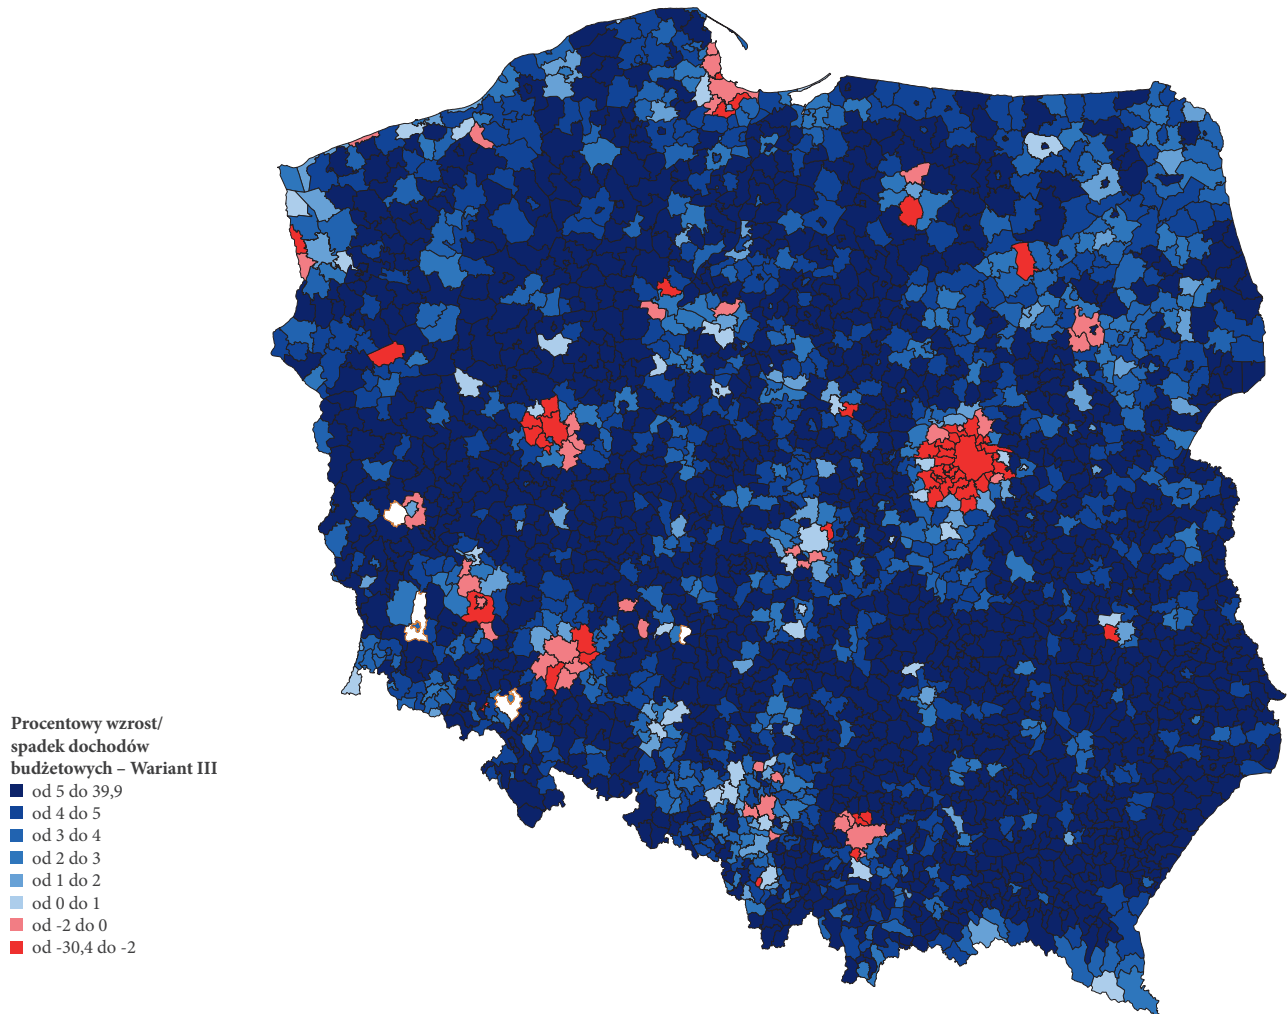 Procentowy wzrost/
spadek dochodów
budżetowych – Wariant III
od 5 do 39,9
od 4 do 5
od 3 do 4
od 2 do 3
od 1 do 2
od 0 do 1
od -2 do 0
od -30,4 do -2